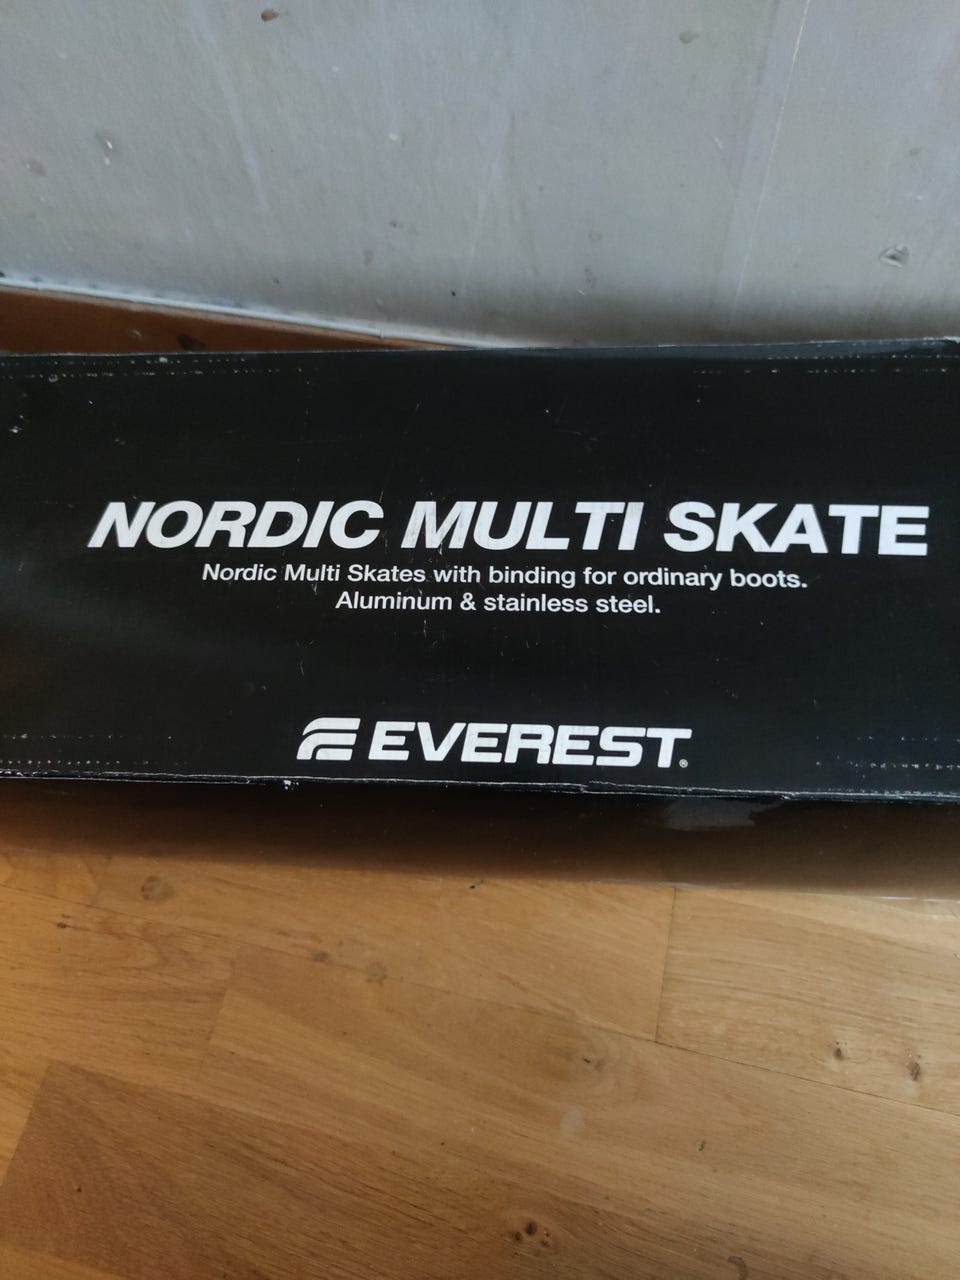 NORDIC MULTI SKATE
Nordic Multi Skates with binding for ordinary boots.
Aluminum & stainless steel.
EVEREST®